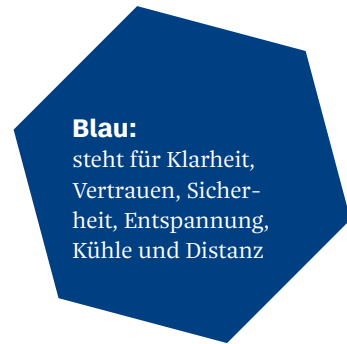 Blau:
steht für Klarheit,
Vertrauen, Sicher-
heit, Entspannung,
Kühle und Distanz